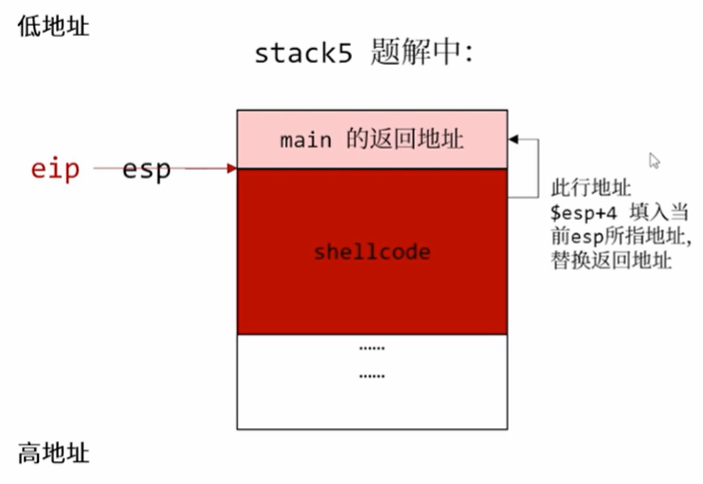 低地址
stack5 题解中:
main 的返回地址
eip esp
此行地址
$esp+4 填入当
前esp所指地址,
替换返回地址
shellcode
……
……
高地址